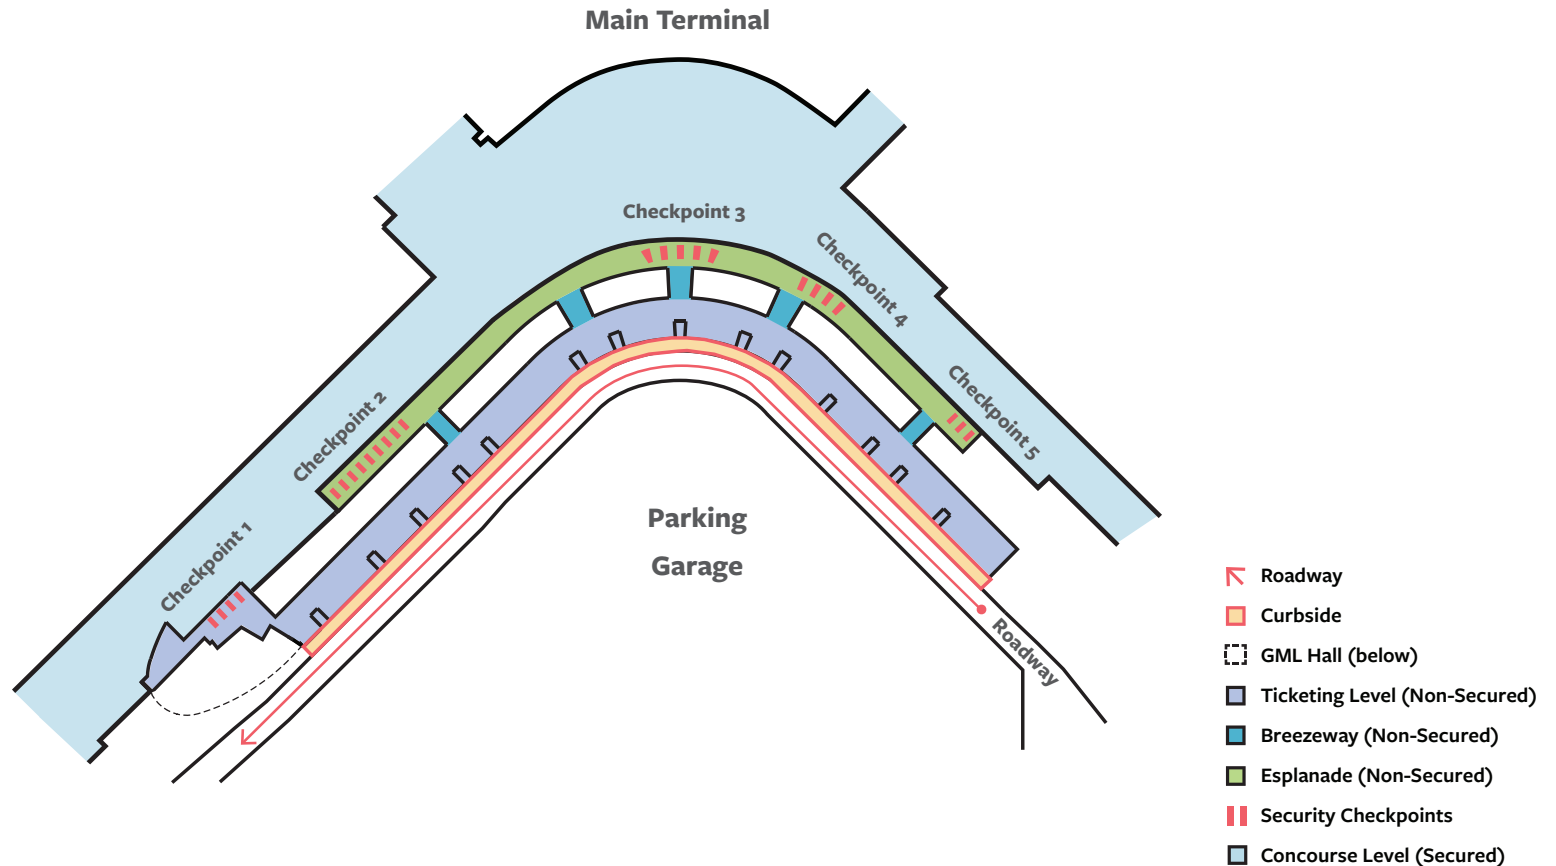 Main Terminal
Checkpoint 3
Checkpoint 4
Checkpoint 2
Checkpoint 5
Checkpoint 1
Parking
Garage
Roadway
Roadway
Curbside
GML Hall (below)
Ticketing Level (Non-Secured)
Breezeway (Non-Secured)
Esplanade (Non-Secured)
Security Checkpoints
Concourse Level (Secured)